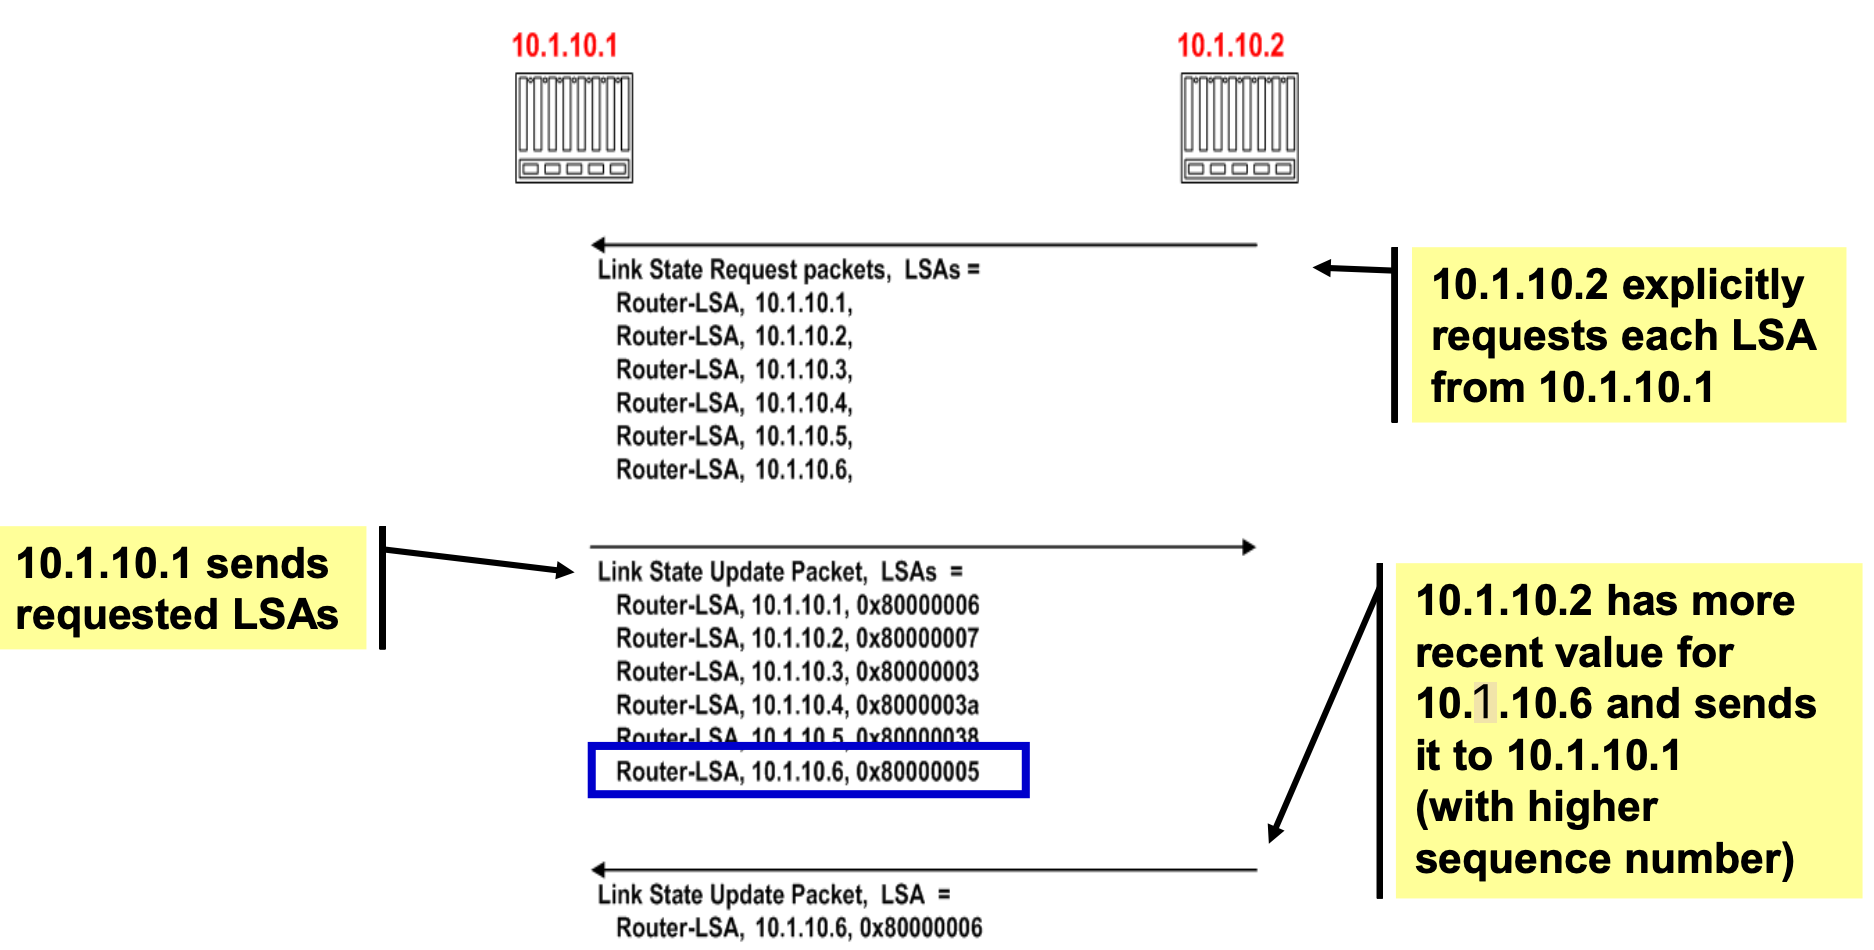 10.1.10.1
10.1.10.2
Link State Request packets, LSAs =
Router-LSA, 10.1.10.1,
Router-LSA, 10.1.10.2,
Router-LSA, 10.1.10.3,
Router-LSA, 10.1.10.4,
Router-LSA, 10.1.10.5,
Router-LSA, 10.1.10.6,
10.1.10.2 explicitly
requests each LSA
from 10.1.10.1
10.1.10.1 sends
requested LSAs
Link State Update Packet, LSAs =
Router-LSA, 10.1.10.1, 0x80000006
Router-LSA, 10.1.10.2, 0x80000007
Router-LSA, 10.1.10.3, 0x80000003
Router-LSA, 10.1.10.4, 0x8000003a
Router-LSA, 10.1.10.5, 0x80000038
Router-LSA, 10.1.10.6, 0x80000005
10.1.10.2 has more
recent value for
10.1.10.6 and sends
it to 10.1.10.1
(with higher
sequence number)
Link State Update Packet, LSA =
Router-LSA, 10.1.10.6, 0x80000006